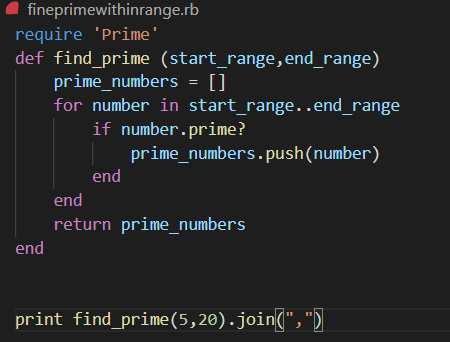 fineprimewithinrange.rb
require 'Prime'
def find_prime (start_range,end_range)
    prime_numbers = []
    for number in start_range..end_range
        if number.prime?
            prime_numbers.push(number)
        end
    end
    return prime_numbers
end
print find_prime(5,20).join(",")